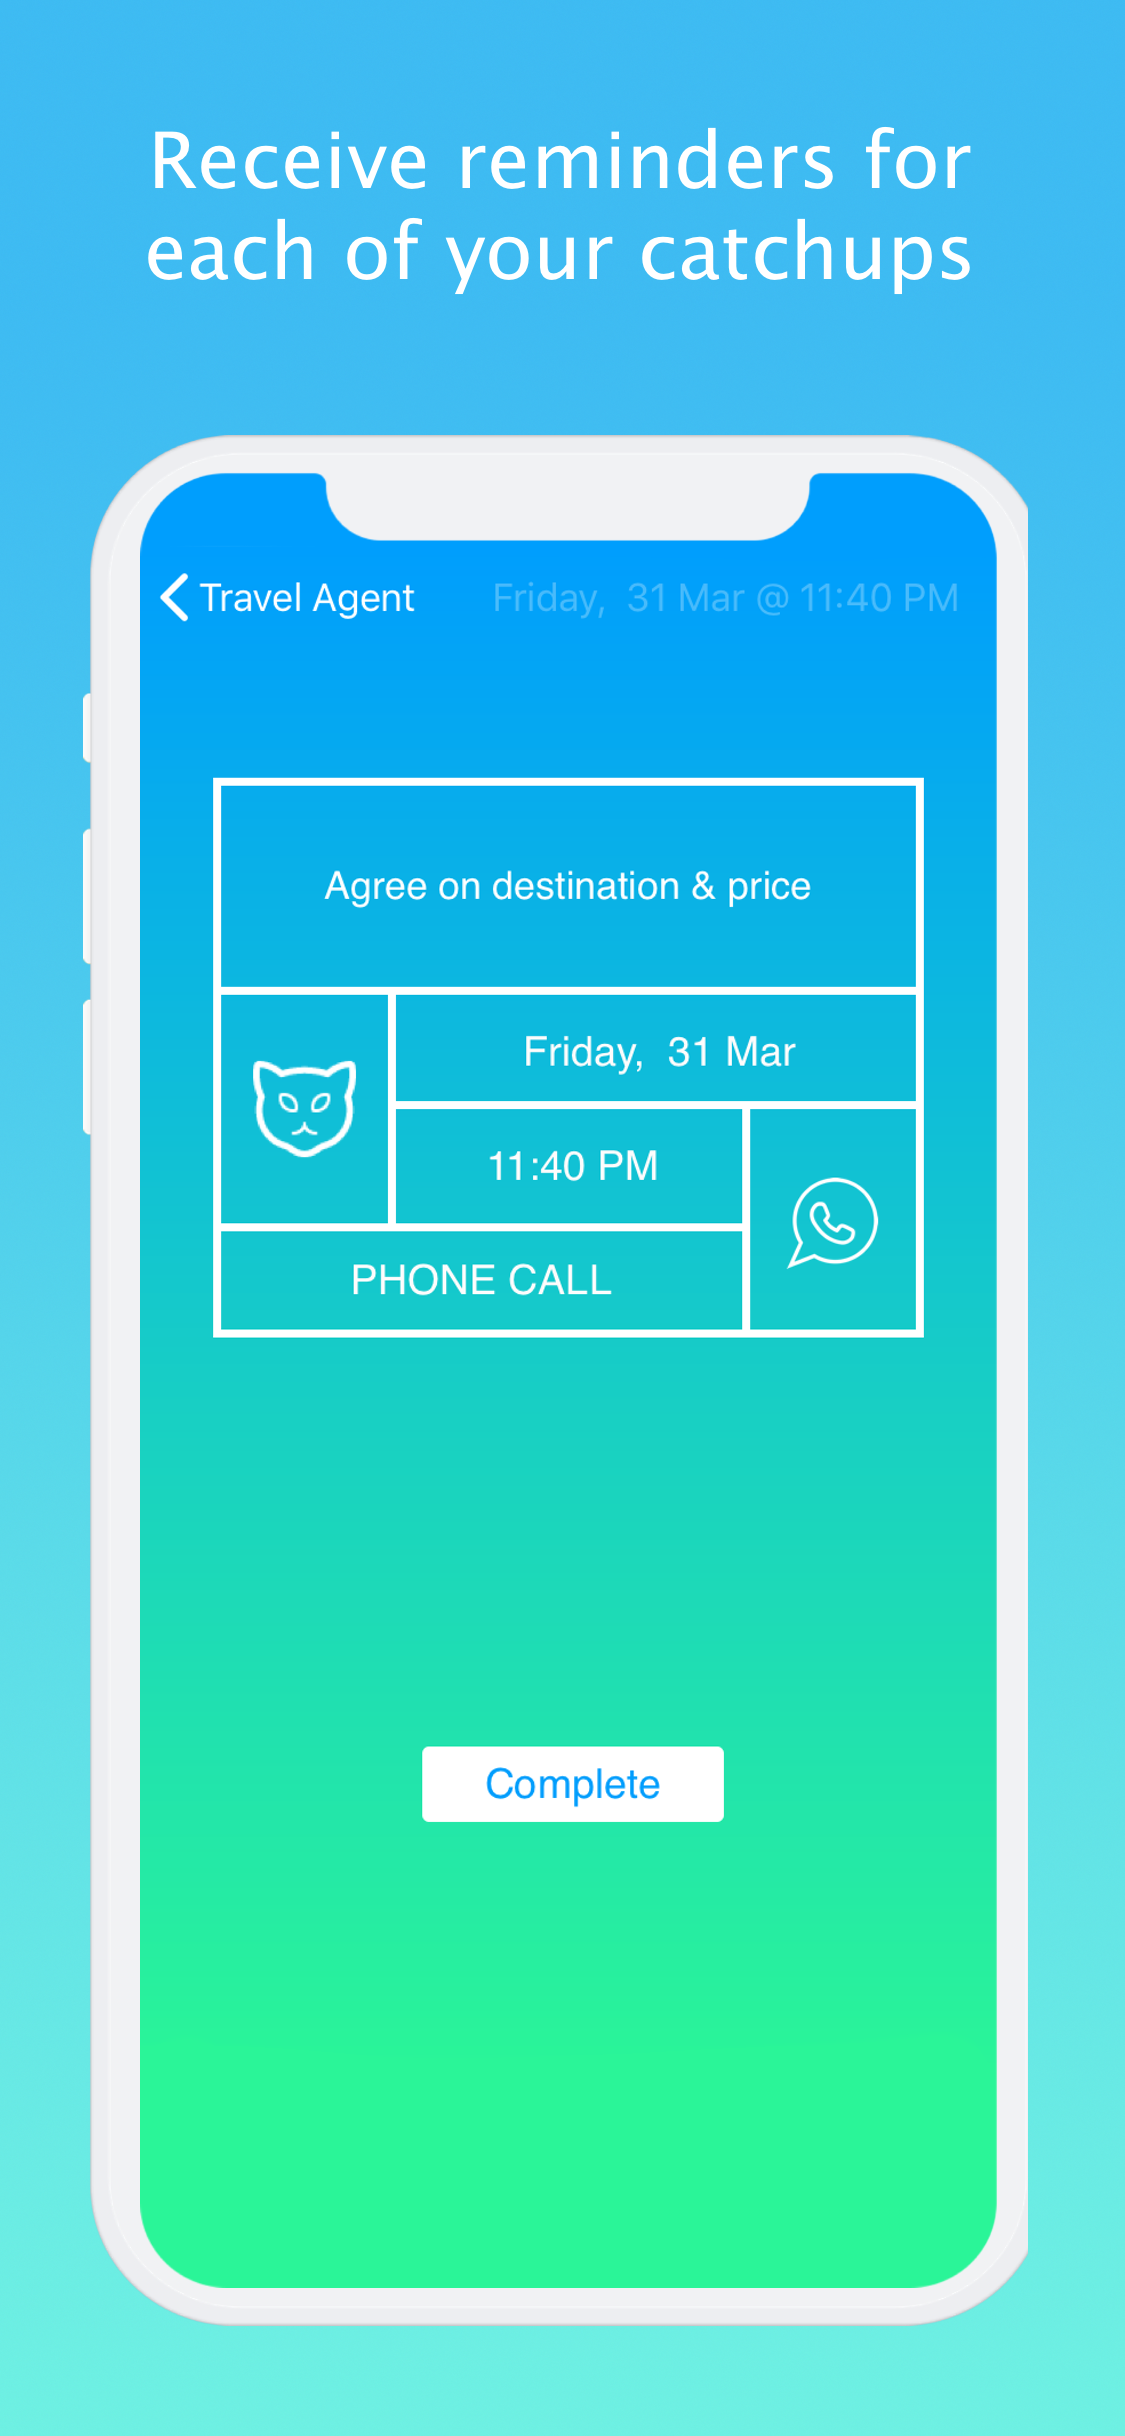 Receive reminders for
each of your catchups
Travel Agent
Friday,  31 Mar @ 11:40 PM
Agree on destination & price
Friday,  31 Mar
11:40 PM
PHONE CALL
Complete